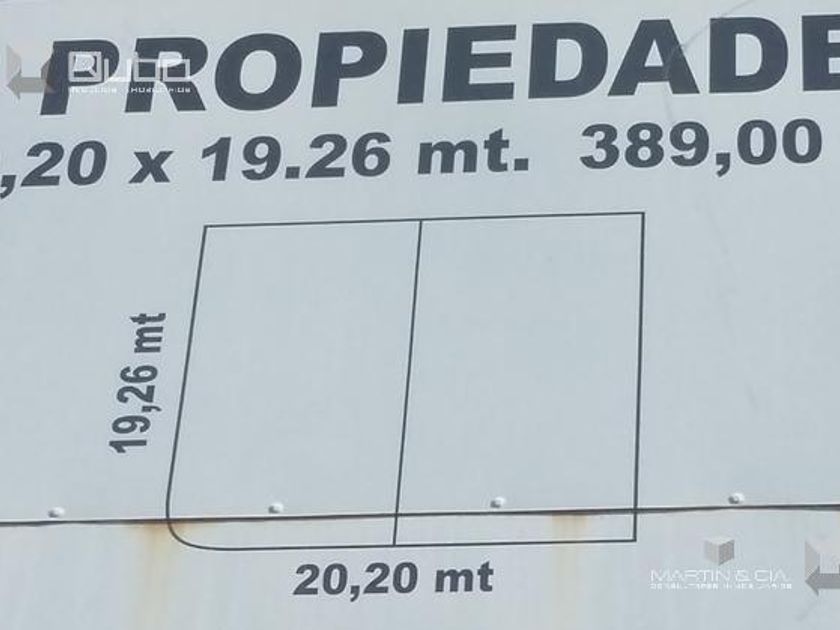 PROPIEDADE
,20 x 19.26 mt. 389,00
19,26 mt
20,20 mt
MARTIN & CIA